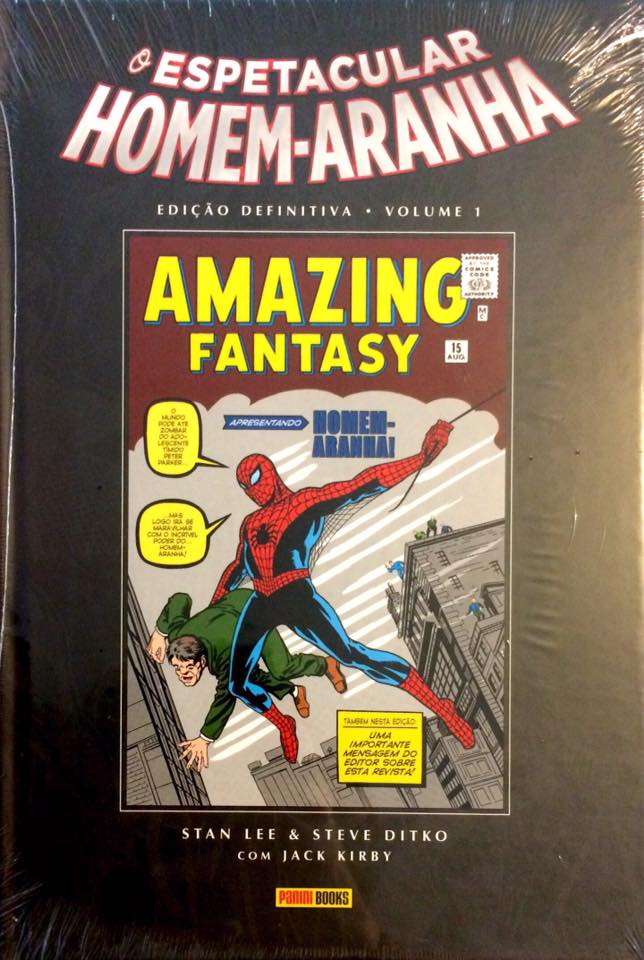 O ESPETACULAR
HOMEM-ARANHA
EDIÇÃO DEFINITIVA • VOLUME 1
AMAZING
FANTASY
APPROVED
BY THE
COMICS
CODE
AUTHORITY
MC
15
AUG.
APRESENTANDO
HOMEM-
ARANHA!
O
MUNDO
PODE ATÉ
ZOMBAR
DO ADO-
LESCENTE
TÍMIDO
PETER
PARKER...
...MAS
LOGO IRÁ SE
MARAVILHAR
COM O INCRÍVEL
PODER DO...
HOMEM-
ARANHA!
TAMBÉM NESTA EDIÇÃO:
UMA
IMPORTANTE
MENSAGEM DO
EDITOR SOBRE
ESTA REVISTA!
STAN LEE & STEVE DITKO
COM JACK KIRBY
PANINI BOOKS